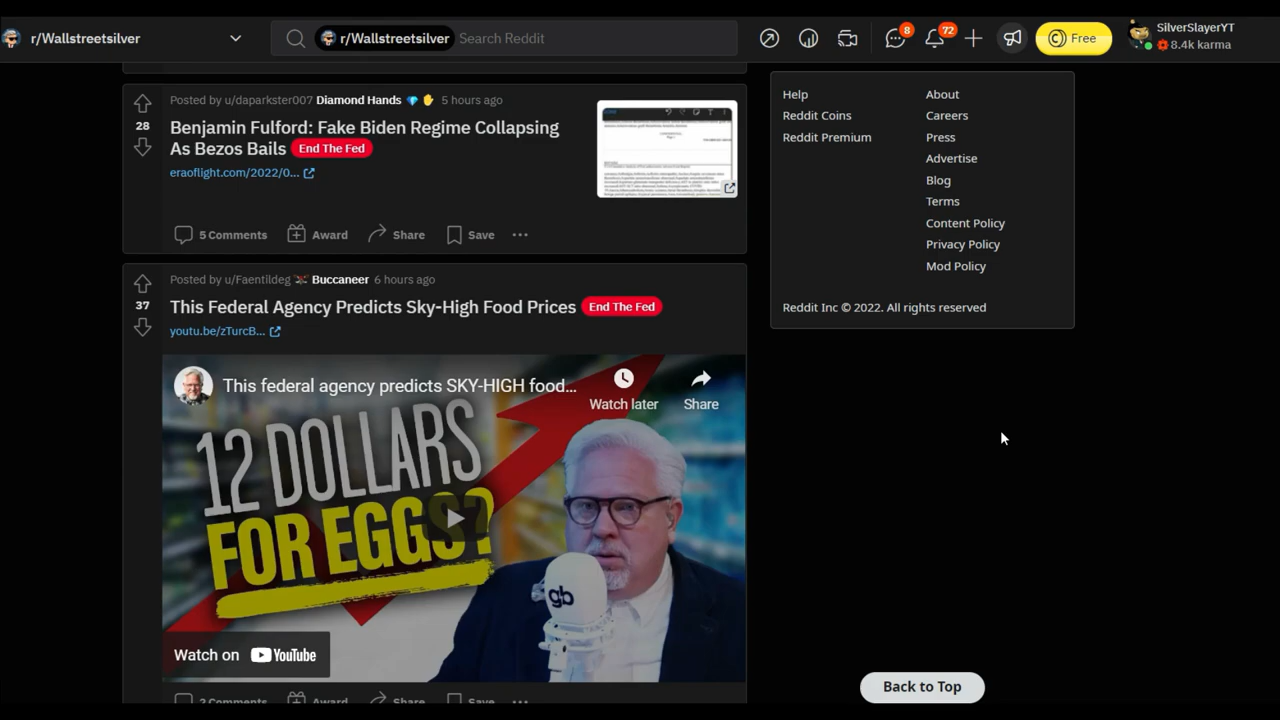 r/Wallstreetsilver
r/Wallstreetsilver Search Reddit
8
72
Free
SilverSlayerYT
8.4k karma
Posted by u/daparkster007 Diamond Hands 💎 ✋ 5 hours ago
28
Benjamin Fulford: Fake Biden Regime Collapsing
As Bezos Bails End The Fed
eraoflight.com/2022/0...
5 Comments Award Share Save ...
Posted by u/Faentildeg Buccaneer 6 hours ago
37
This Federal Agency Predicts Sky-High Food Prices End The Fed
youtu.be/zTurcB...
This federal agency predicts SKY-HIGH food...
Watch later Share
12 DOLLARS
FOR EGGS?
gb
Watch on YouTube
2 Comments Award Share Save ...
Help About
Reddit Coins Careers
Reddit Premium Press
Advertise
Blog
Terms
Content Policy
Privacy Policy
Mod Policy
Reddit Inc © 2022. All rights reserved
Back to Top